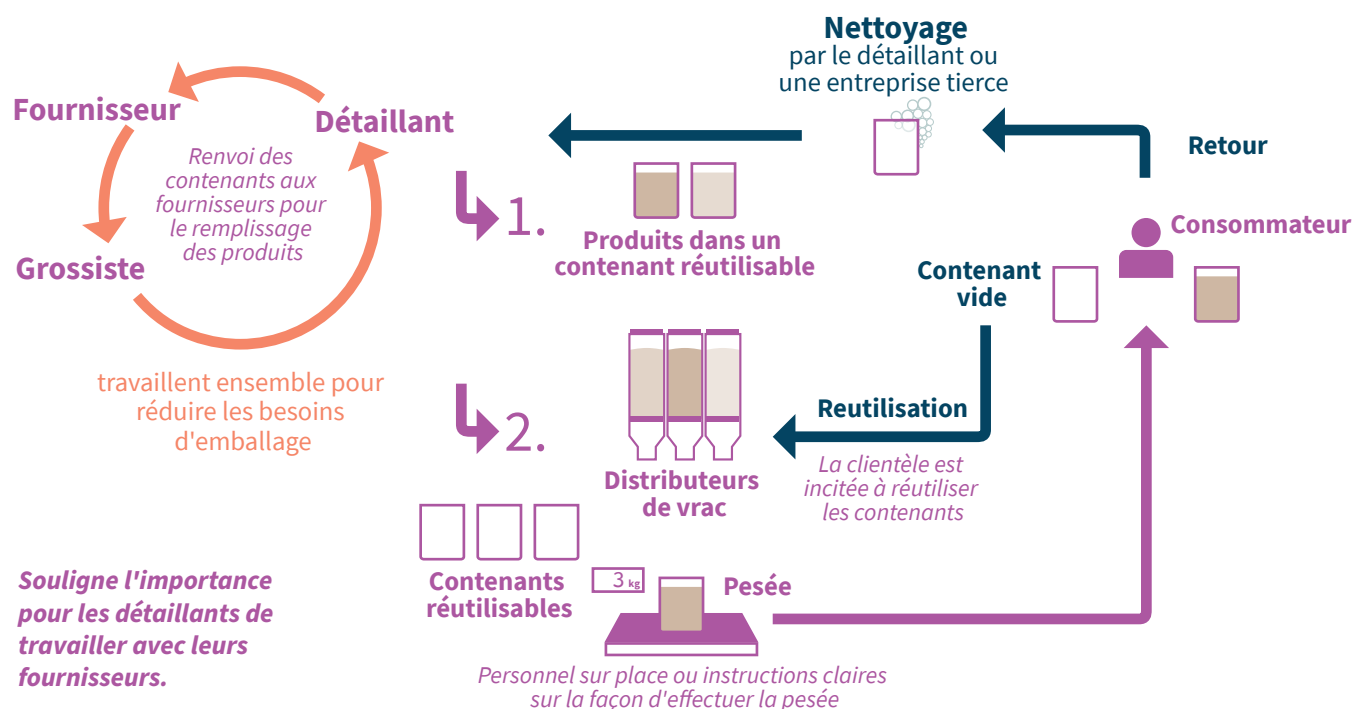 Fournisseur
Détaillant
Renvoi des
contenants aux
fournisseurs pour
le remplissage
des produits
Grossiste
travaillent ensemble pour
réduire les besoins
d'emballage
Nettoyage
par le détaillant ou
une entreprise tierce
Retour
Consommateur
1.
Produits dans un
contenant réutilisable
Contenant
vide
2.
Distributeurs
de vrac
Reutilisation
La clientèle est
incitée à réutiliser
les contenants
Contenants
réutilisables
3 kg
Pesée
Personnel sur place ou instructions claires
sur la façon d'effectuer la pesée
Souligne l'importance
pour les détaillants de
travailler avec leurs
fournisseurs.